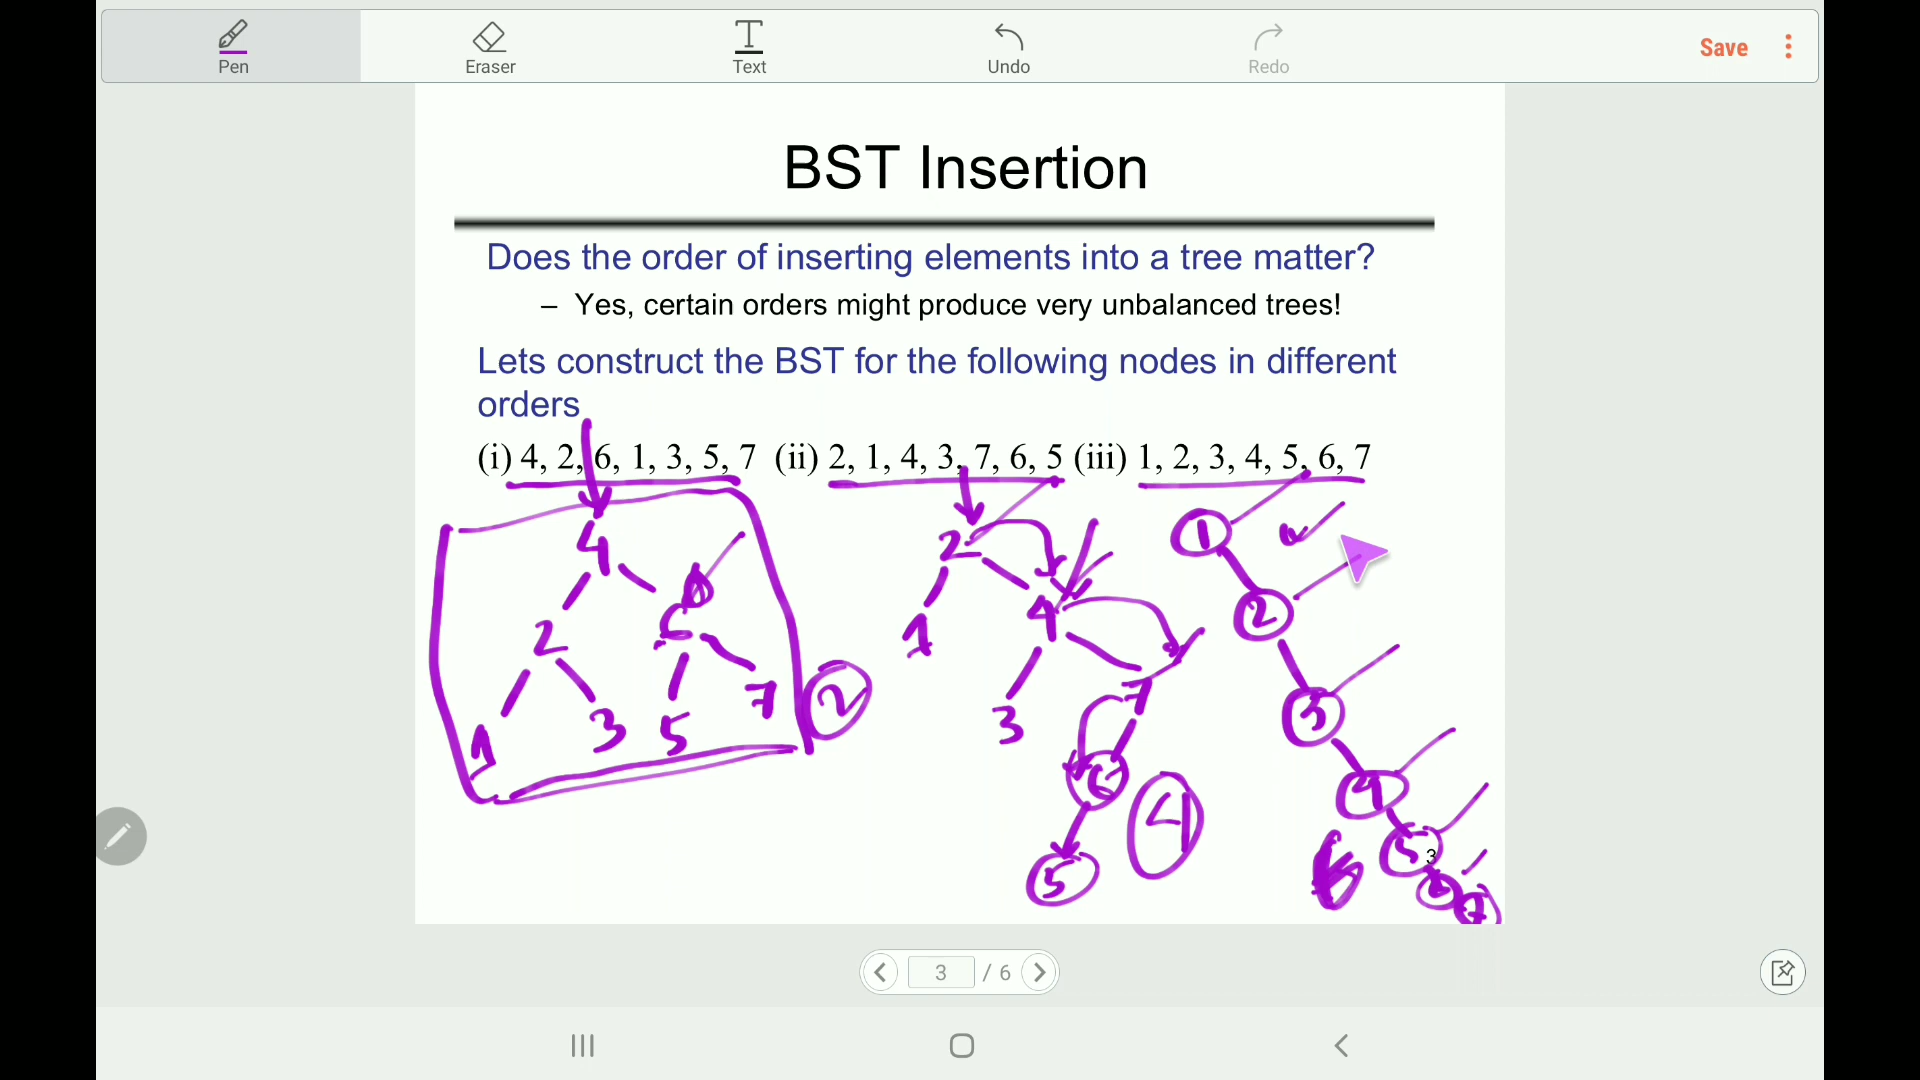 Pen Eraser Text Undo Redo Save
BST Insertion
Does the order of inserting elements into a tree matter?
– Yes, certain orders might produce very unbalanced trees!
Lets construct the BST for the following nodes in different
orders
(i) 4, 2, 6, 1, 3, 5, 7 (ii) 2, 1, 4, 3, 7, 6, 5 (iii) 1, 2, 3, 4, 5, 6, 7
4
2 6
1 3 5 7
2
2
1 4
3 7
6
5
4
1
2
3
4
5
6
7
3
3 / 6